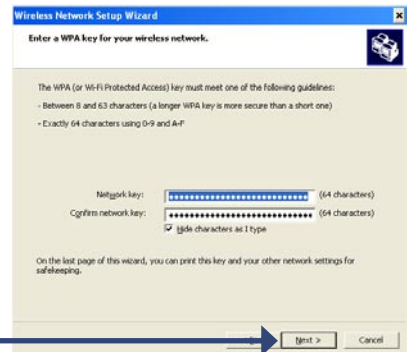 Wireless Network Setup Wizard
Enter a WPA key for your wireless network.
The WPA (or Wi-Fi Protected Access) key must meet one of the following guidelines:
- Between 8 and 63 characters (a longer WPA key is more secure than a short one)
- Exactly 64 characters using 0-9 and A-F
Network key: (64 characters)
Confirm network key: (64 characters)
Hide characters as I type
On the last page of this wizard, you can print this key and your other network settings for
safekeeping.
Next > Cancel